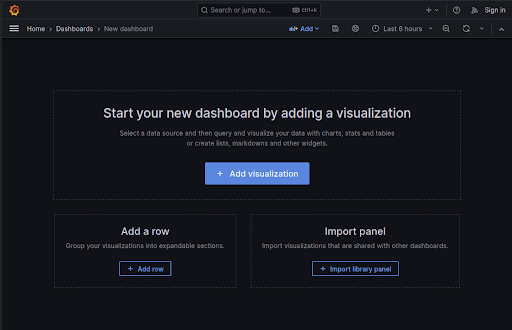 Search or jump to... ctrl+k
Sign in
Home › Dashboards › New dashboard
Add
Last 6 hours
Start your new dashboard by adding a visualization
Select a data source and then query and visualize your data with charts, stats and tables
or create lists, markdowns and other widgets.
+ Add visualization
Add a row
Group your visualizations into expandable sections.
+ Add row
Import panel
Import visualizations that are shared with other dashboards.
+ Import library panel